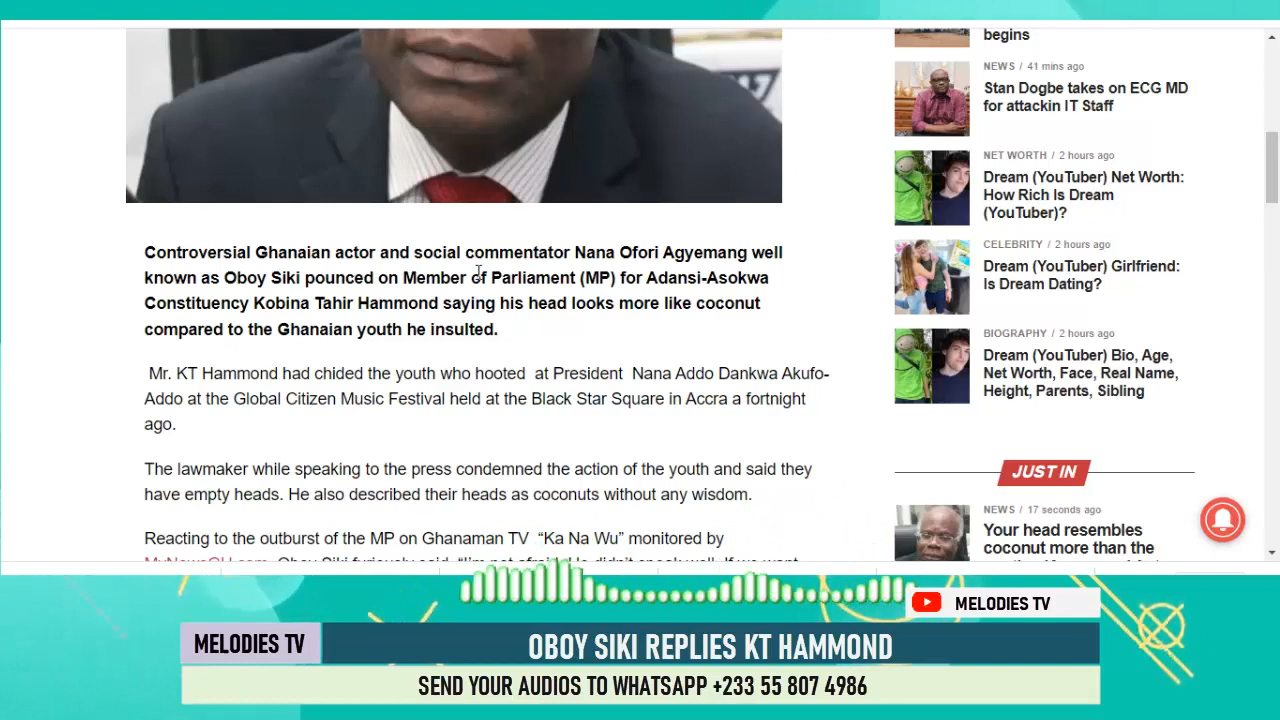 Controversial Ghanaian actor and social commentator Nana Ofori Agyemang well
known as Oboy Siki pounced on Member of Parliament (MP) for Adansi-Asokwa
Constituency Kobina Tahir Hammond saying his head looks more like coconut
compared to the Ghanaian youth he insulted.
Mr. KT Hammond had chided the youth who hooted at President Nana Addo Dankwa Akufo-
Addo at the Global Citizen Music Festival held at the Black Star Square in Accra a fortnight
ago.
The lawmaker while speaking to the press condemned the action of the youth and said they
have empty heads. He also described their heads as coconuts without any wisdom.
Reacting to the outburst of the MP on Ghanaman TV “Ka Na Wu” monitored by
begins
NEWS / 41 mins ago
Stan Dogbe takes on ECG MD
for attackin IT Staff
NET WORTH / 2 hours ago
Dream (YouTuber) Net Worth:
How Rich Is Dream
(YouTuber)?
CELEBRITY / 2 hours ago
Dream (YouTuber) Girlfriend:
Is Dream Dating?
BIOGRAPHY / 2 hours ago
Dream (YouTuber) Bio, Age,
Net Worth, Face, Real Name,
Height, Parents, Sibling
JUST IN
NEWS / 17 seconds ago
Your head resembles
coconut more than the
MELODIES TV
MELODIES TV
OBOY SIKI REPLIES KT HAMMOND
SEND YOUR AUDIOS TO WHATSAPP +233 55 807 4986